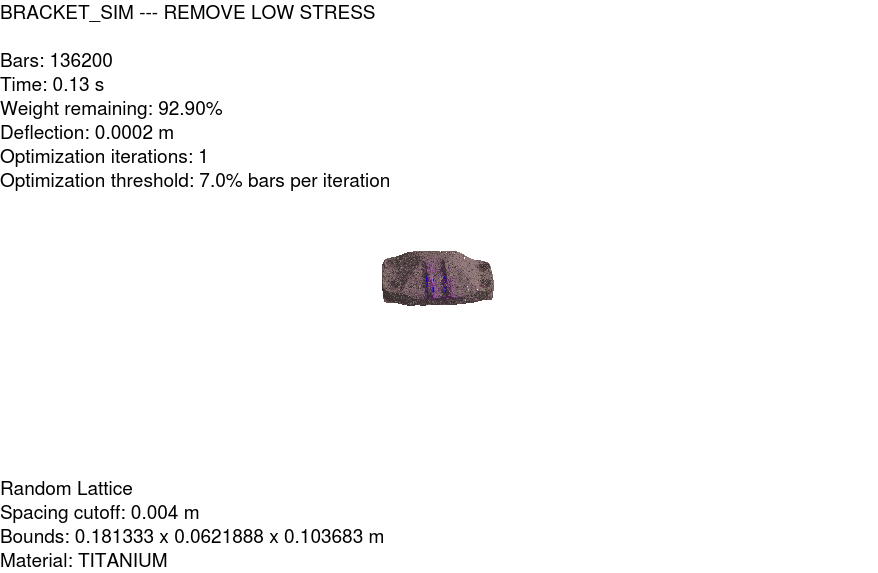 BRACKET_SIM --- REMOVE LOW STRESS
Bars: 136200
Time: 0.13 s
Weight remaining: 92.90%
Deflection: 0.0002 m
Optimization iterations: 1
Optimization threshold: 7.0% bars per iteration
Random Lattice
Spacing cutoff: 0.004 m
Bounds: 0.181333 x 0.0621888 x 0.103683 m
Material: TITANIUM